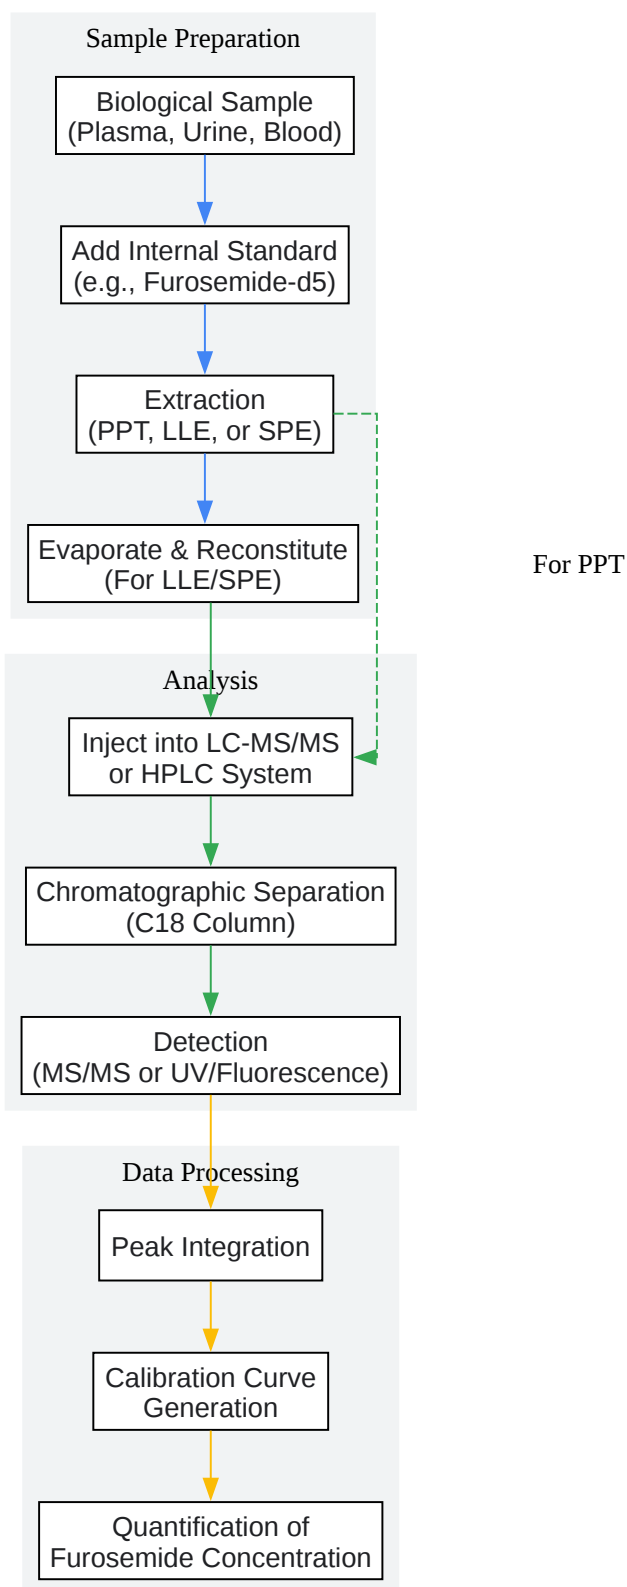 Sample Preparation
Biological Sample
(Plasma, Urine, Blood)
Add Internal Standard
(e.g., Furosemide-d5)
Extraction
(PPT, LLE, or SPE)
Evaporate & Reconstitute
(For LLE/SPE)
For PPT
Analysis
Inject into LC-MS/MS
or HPLC System
Chromatographic Separation
(C18 Column)
Detection
(MS/MS or UV/Fluorescence)
Data Processing
Peak Integration
Calibration Curve
Generation
Quantification of
Furosemide Concentration